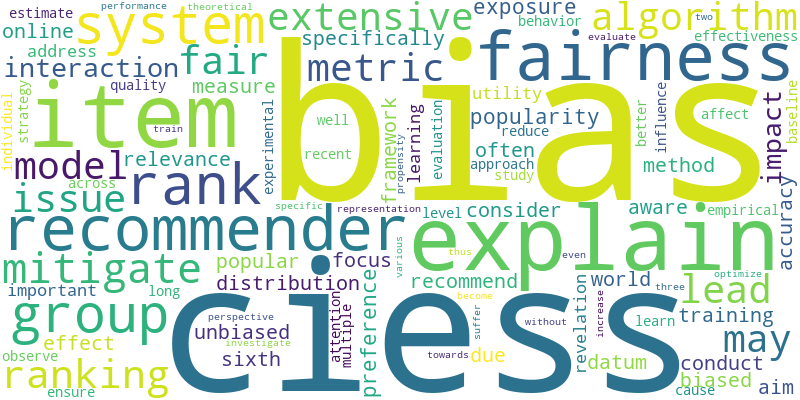 estimate performance theoretical two
online system extensive exposure behavior algorithm
address specifically evaluate effectiveness
interaction fair metric fairness
individual strategy quality measure item bias utility
train experimental well framework learning evaluation popularity reduce better influence affect impact baseline
model relevance recent propensity often approach study method
issue across rank specific representation level consider aware empirical accuracy
recommender explain
mitigate popular focus various thus even
important long distribution preference recommend world optimize lead
group perspective attention multiple become revelation learn three training may
effect unbiased investigate suffer without increase
observe ranking sixth towards due datum conduct
ensure ciess cause biased aim